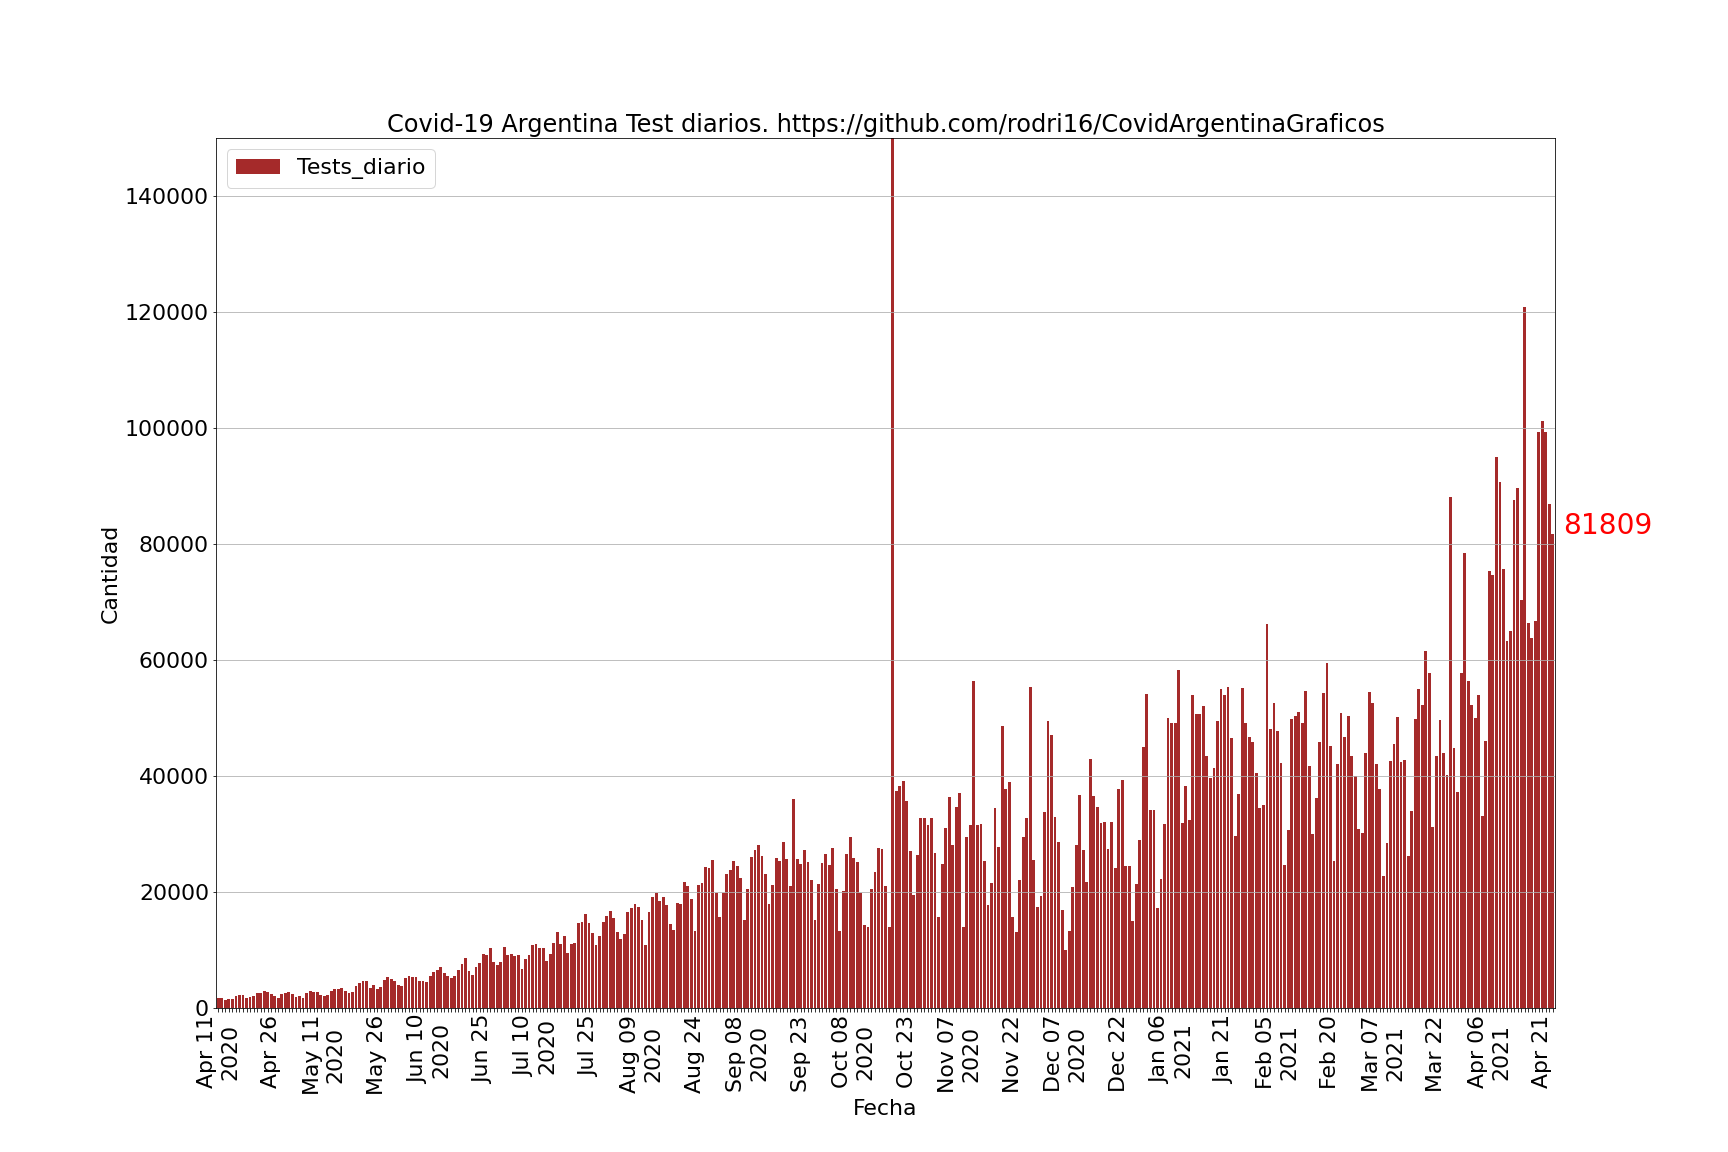 Covid-19 Argentina Test diarios. https://github.com/rodri16/CovidArgentinaGraficos
Tests_diario
140000
120000
100000
80000
60000
40000
20000
0
Cantidad
81809
Apr 11
2020
Apr 26
May 11
2020
May 26
Jun 10
2020
Jun 25
Jul 10
2020
Jul 25
Aug 09
2020
Aug 24
Sep 08
2020
Sep 23
Oct 08
2020
Oct 23
Nov 07
2020
Nov 22
Dec 07
2020
Dec 22
Jan 06
2021
Jan 21
Feb 05
2021
Feb 20
Mar 07
2021
Mar 22
Apr 06
2021
Apr 21
Fecha